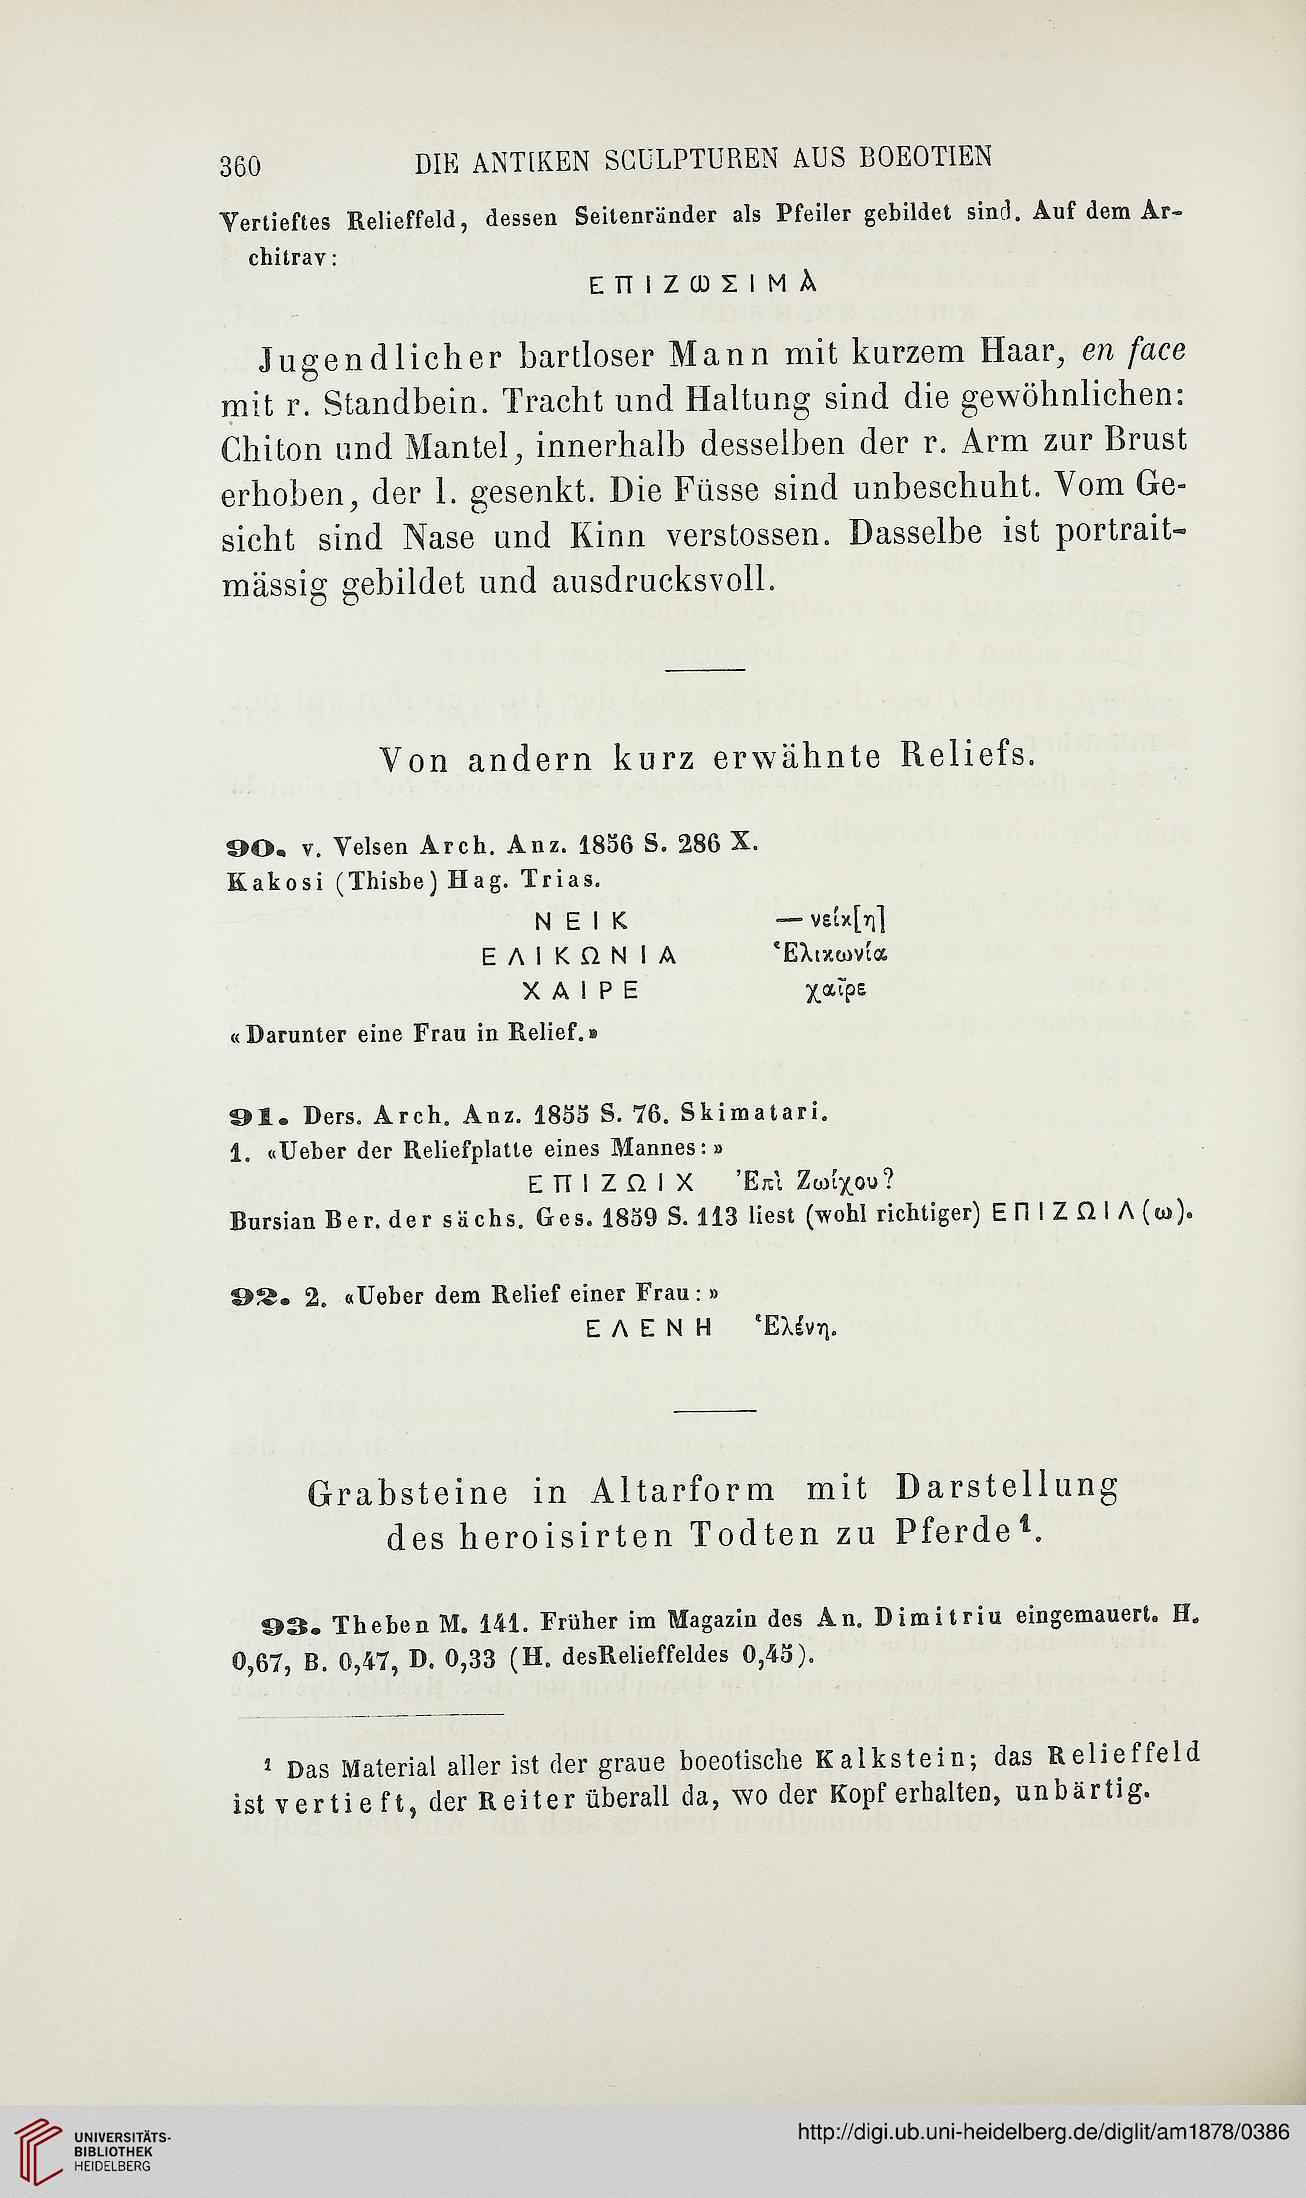 360 DIE ANTIKEN SCULPTUREN AUS BOEOTIEN
Vertieftes Relieffeld, dessen Seitenränder als Pfeiler gebildet sind. Auf dem Ar-
chitrav:
ΕΠΙΖΩΣΙΜΑ
Jugendlicher bartloser Mann mit kurzem Haar, en face
mit r. Standbein. Tracht und Haltung sind die gewöhnlichen:
Chiton und Mantel, innerhalb desselben der r. Arm zur Brust
erhoben, der l. gesenkt. Die Füsse sind unbeschuht. Vom Ge-
sicht sind Nase und Kinn verstossen. Dasselbe ist portrait-
mässig gebildet und ausdrucksvoll.
Von andern kurz erwähnte Reliefs.
90. v. Velsen Arch. Anz. 1856 S. 286 X.
Kakosi (Thisbe) Hag. Trias.
ΝΕΙΚ — νείκ[η]
ΕΛΙΚΩΝΙΑ Ἑλικωνία
ΧΑΙΡΕ χαῖρε
« Darunter eine Frau in Relief.»
91. Ders. Arch. Anz. 1855 S. 76. Skimatari.
1. «Ueber der Reliefplatte eines Mannes: »
ΕΠΙΖΩΙΧ Ἐπὶ Ζωίχου?
Bursian Ber. der sächs. Ges. 1859 S. 113 liest (wohl richtiger) ΕΠΙΖΩΙΛ(ω).
92. 2. «Ueber dem Relief einer Frau: »
ΕΛΕΝΗ Ἑλένη.
Grabsteine in Altarform mit Darstellung
des heroisirten Todten zu Pferde¹.
93. Theben M. 141. Früher im Magazin des An. Dimitriu eingemauert. H.
0,67, B. 0,47, D. 0,33 (H. desRelieffeldes 0,45).
¹ Das Material aller ist der graue boeotische Kalkstein; das Relieffeld
ist vertieft, der Reiter überall da, wo der Kopf erhalten, unbärtig.
UNIVERSITÄTS-
BIBLIOTHEK
HEIDELBERG
http://digi.ub.uni-heidelberg.de/diglit/am1878/0386